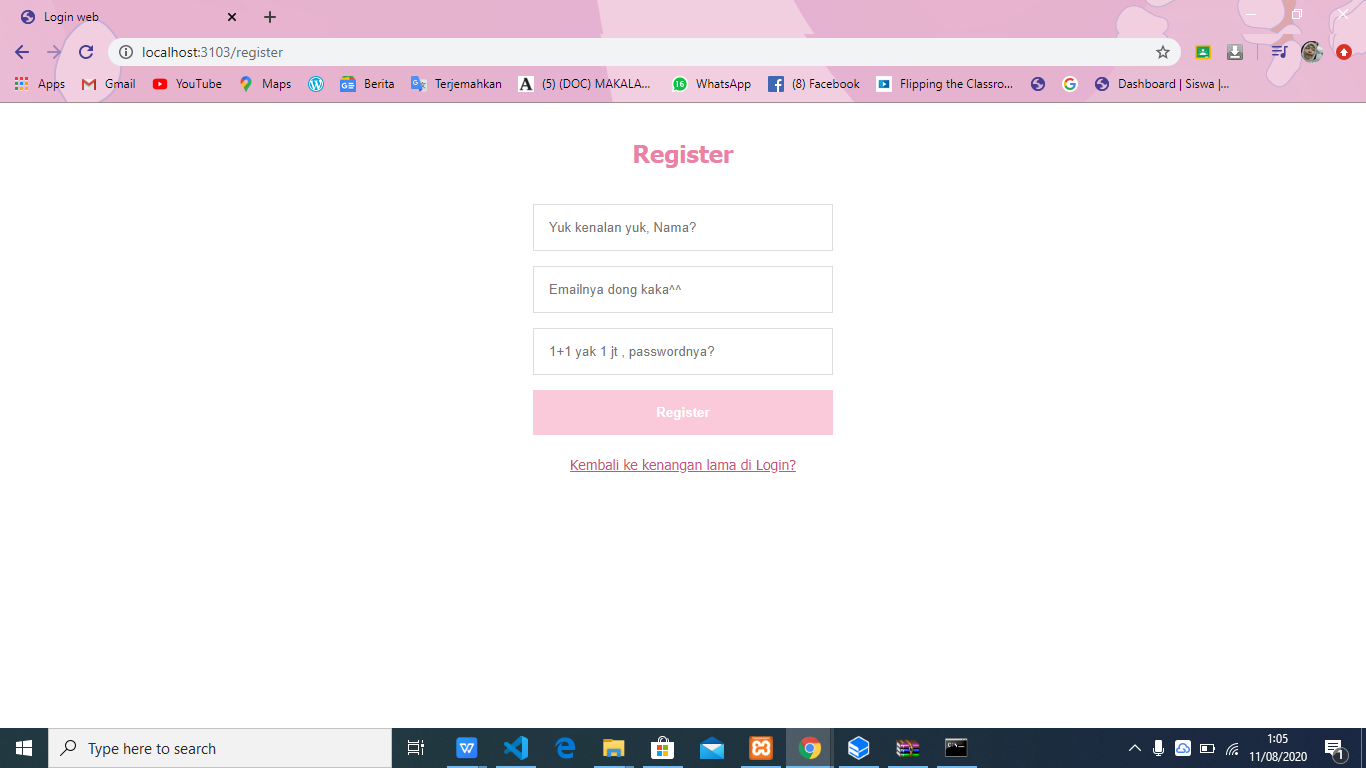 Login web
localhost:3103/register
Apps Gmail YouTube Maps Berita Terjemahkan (5) (DOC) MAKALA... WhatsApp (8) Facebook Flipping the Classro... Dashboard | Siswa |...
Register
Yuk kenalan yuk, Nama?
Emailnya dong kaka^^
1+1 yak 1 jt , passwordnya?
Register
Kembali ke kenangan lama di Login?
Type here to search
1:05
11/08/2020
1